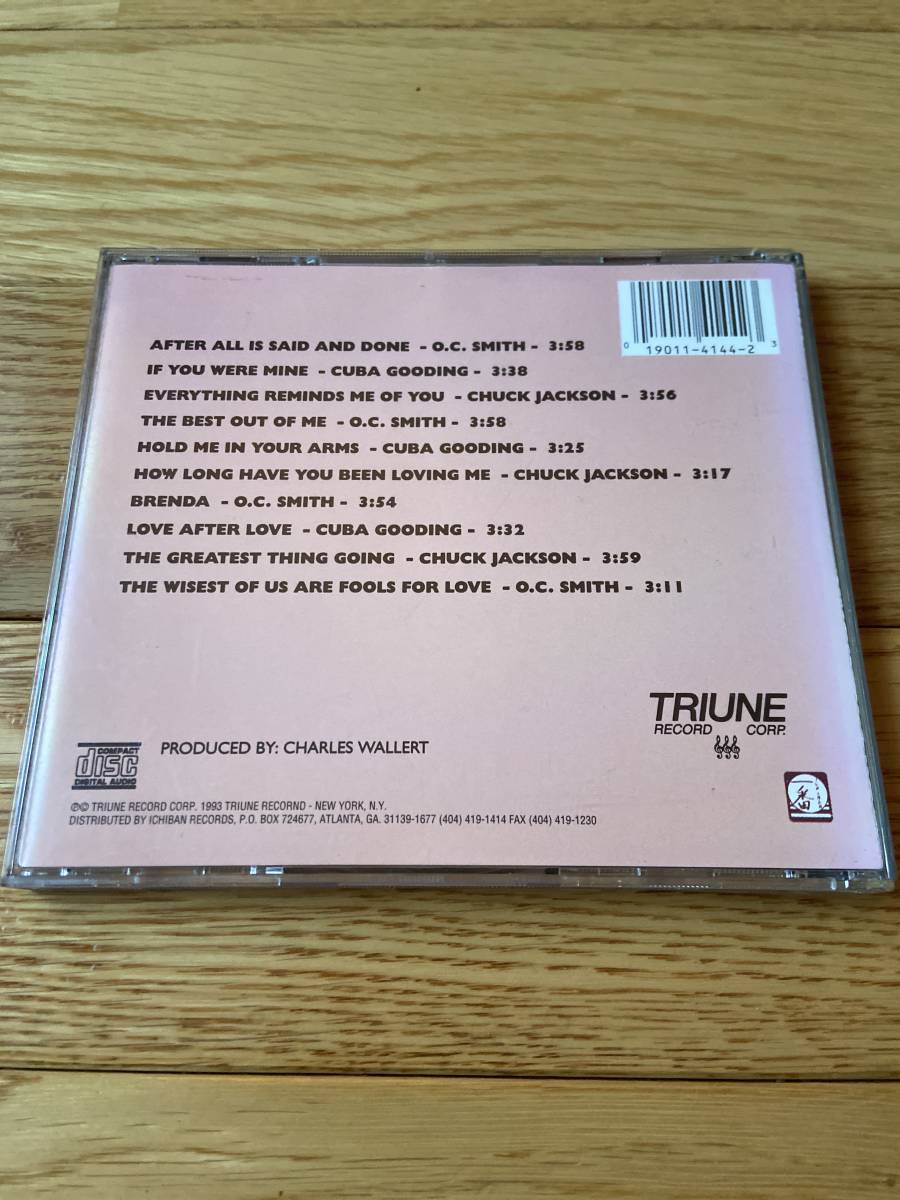 0 19011-4144-2 3
AFTER ALL IS SAID AND DONE - O.C. SMITH - 3:58
IF YOU WERE MINE - CUBA GOODING - 3:38
EVERYTHING REMINDS ME OF YOU - CHUCK JACKSON - 3:56
THE BEST OUT OF ME - O.C. SMITH - 3:58
HOLD ME IN YOUR ARMS - CUBA GOODING - 3:25
HOW LONG HAVE YOU BEEN LOVING ME - CHUCK JACKSON - 3:17
BRENDA - O.C. SMITH - 3:54
LOVE AFTER LOVE - CUBA GOODING - 3:32
THE GREATEST THING GOING - CHUCK JACKSON - 3:59
THE WISEST OF US ARE FOOLS FOR LOVE - O.C. SMITH - 3:11
TRIUNE
RECORD CORP.
COMPACT
disc
DIGITAL AUDIO
PRODUCED BY: CHARLES WALLERT
℗© TRIUNE RECORD CORP. 1993 TRIUNE RECORND - NEW YORK, N.Y.
DISTRIBUTED BY ICHIBAN RECORDS, P.O. BOX 724677, ATLANTA, GA. 31139-1677 (404) 419-1414 FAX (404) 419-1230
一番